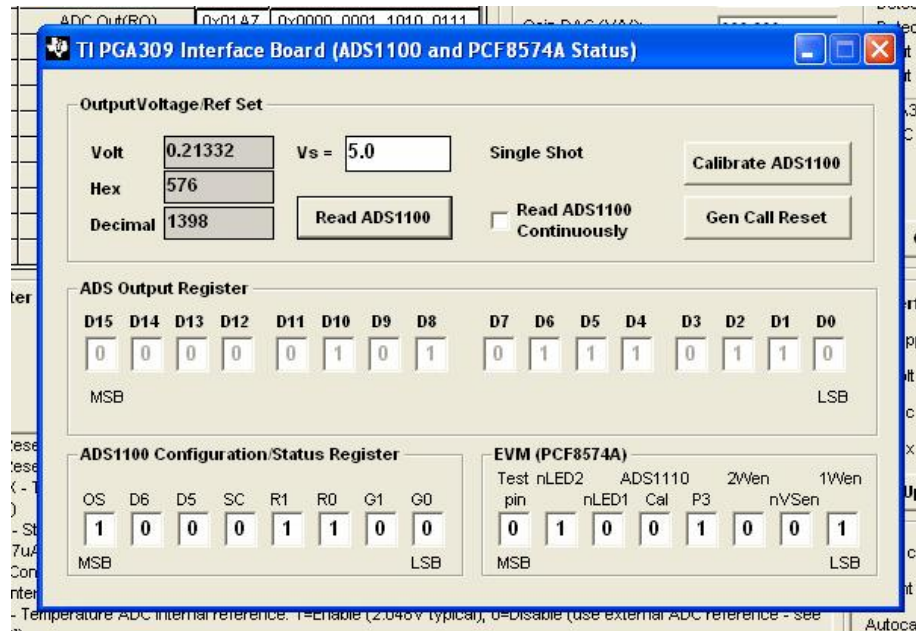 ADC Out(RO) 0x01A7 0x0000 0001 1010 0111
TI PGA309 Interface Board (ADS1100 and PCF8574A Status)
OutputVoltage/Ref Set
Volt 0.21332 Vs = 5.0 Single Shot Calibrate ADS1100
Hex 576
Decimal 1398 Read ADS1100 Read ADS1100 Continuously Gen Call Reset
ADS Output Register
D15 D14 D13 D12 D11 D10 D9 D8 D7 D6 D5 D4 D3 D2 D1 D0
0 0 0 0 0 1 0 1 0 1 1 1 0 1 1 0
MSB LSB
ADS1100 Configuration/Status Register
OS D6 D5 SC R1 R0 G1 G0
1 0 0 0 1 1 0 0
MSB LSB
EVM (PCF8574A)
Test nLED2 ADS1110 2Wen 1Wen
pin nLED1 Cal P3 nVSen
0 1 0 0 1 0 0 1
MSB LSB
- Temperature ADC internal reference. 1=Enable (2.048V typical), 0=Disable (use external ADC reference - see
Autoca